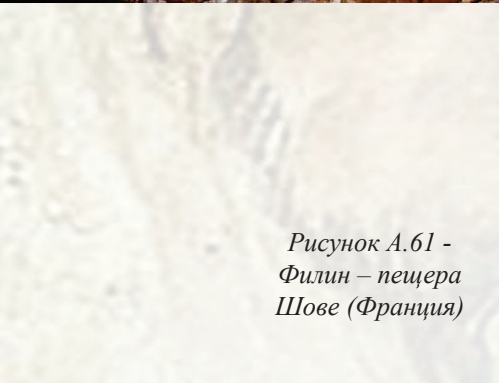 Рисунок А.61 -
Филин – пещера
Шове (Франция)